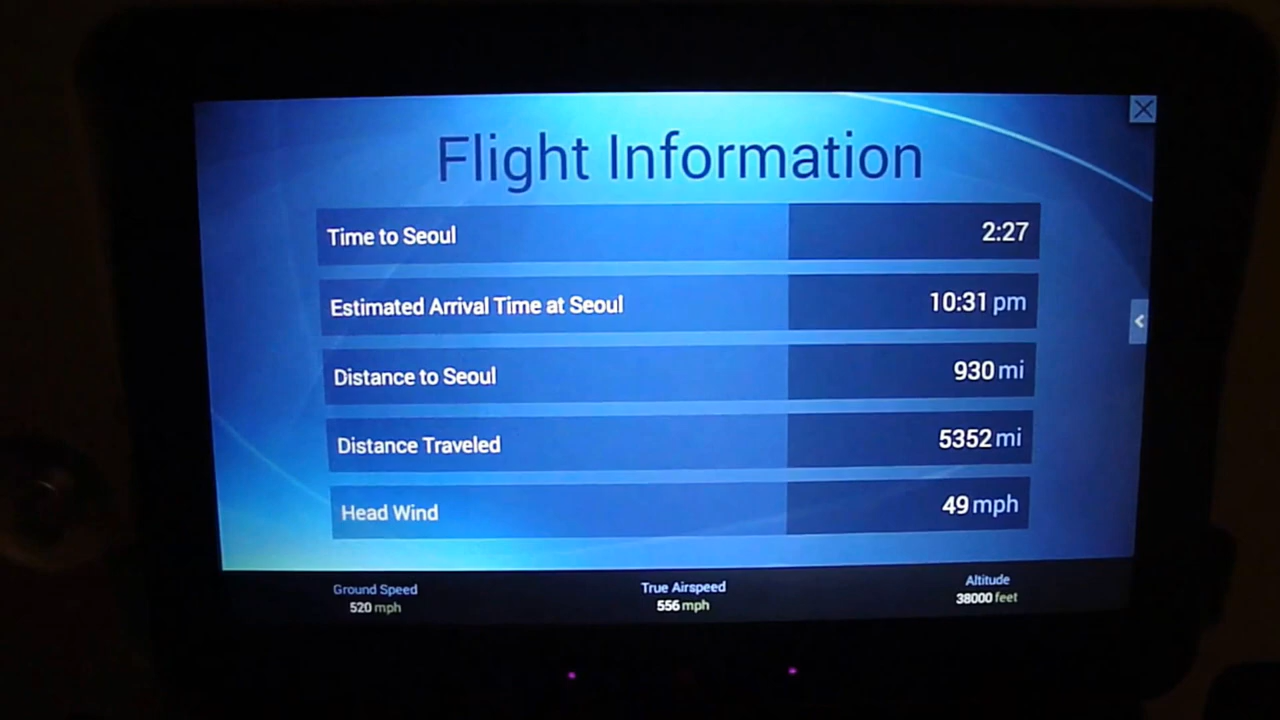 Flight Information
Time to Seoul 2:27
Estimated Arrival Time at Seoul 10:31 pm
Distance to Seoul 930 mi
Distance Traveled 5352 mi
Head Wind 49 mph
Ground Speed True Airspeed Altitude
520 mph 556 mph 38000 feet